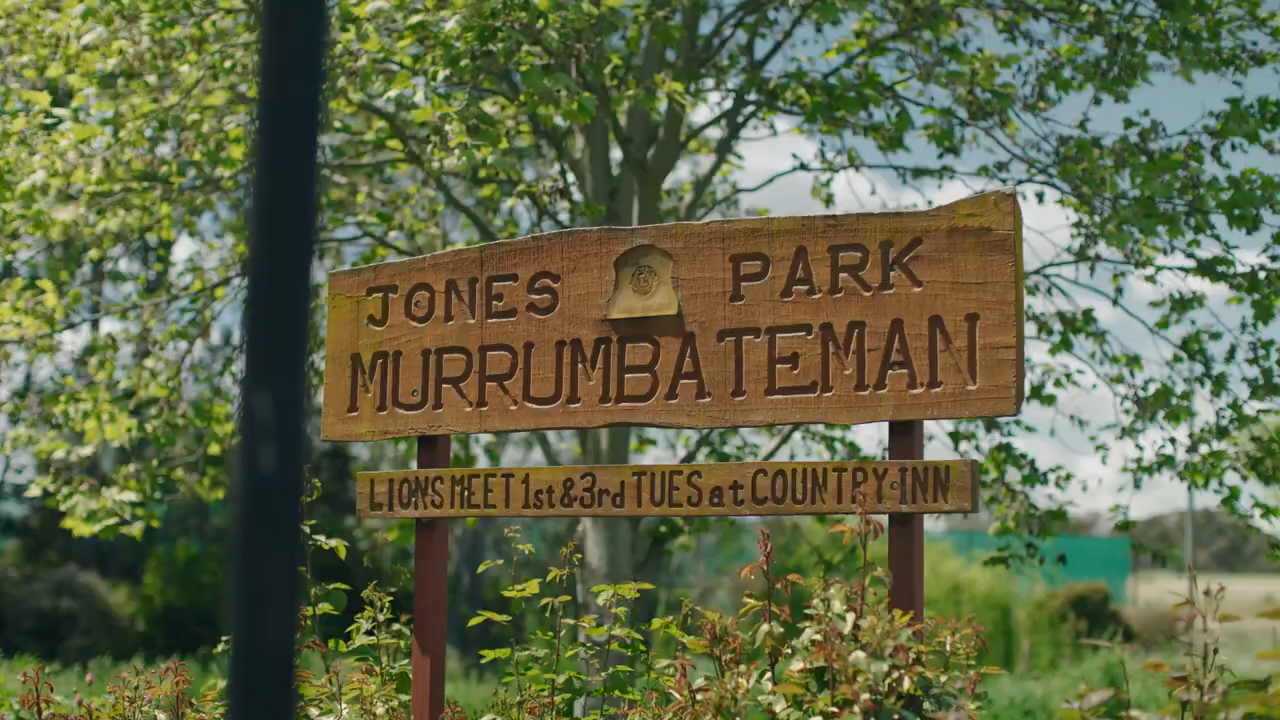 JONES PARK
MURRUMBATEMAN
LIONS MEET 1st & 3rd TUES at COUNTRY INN